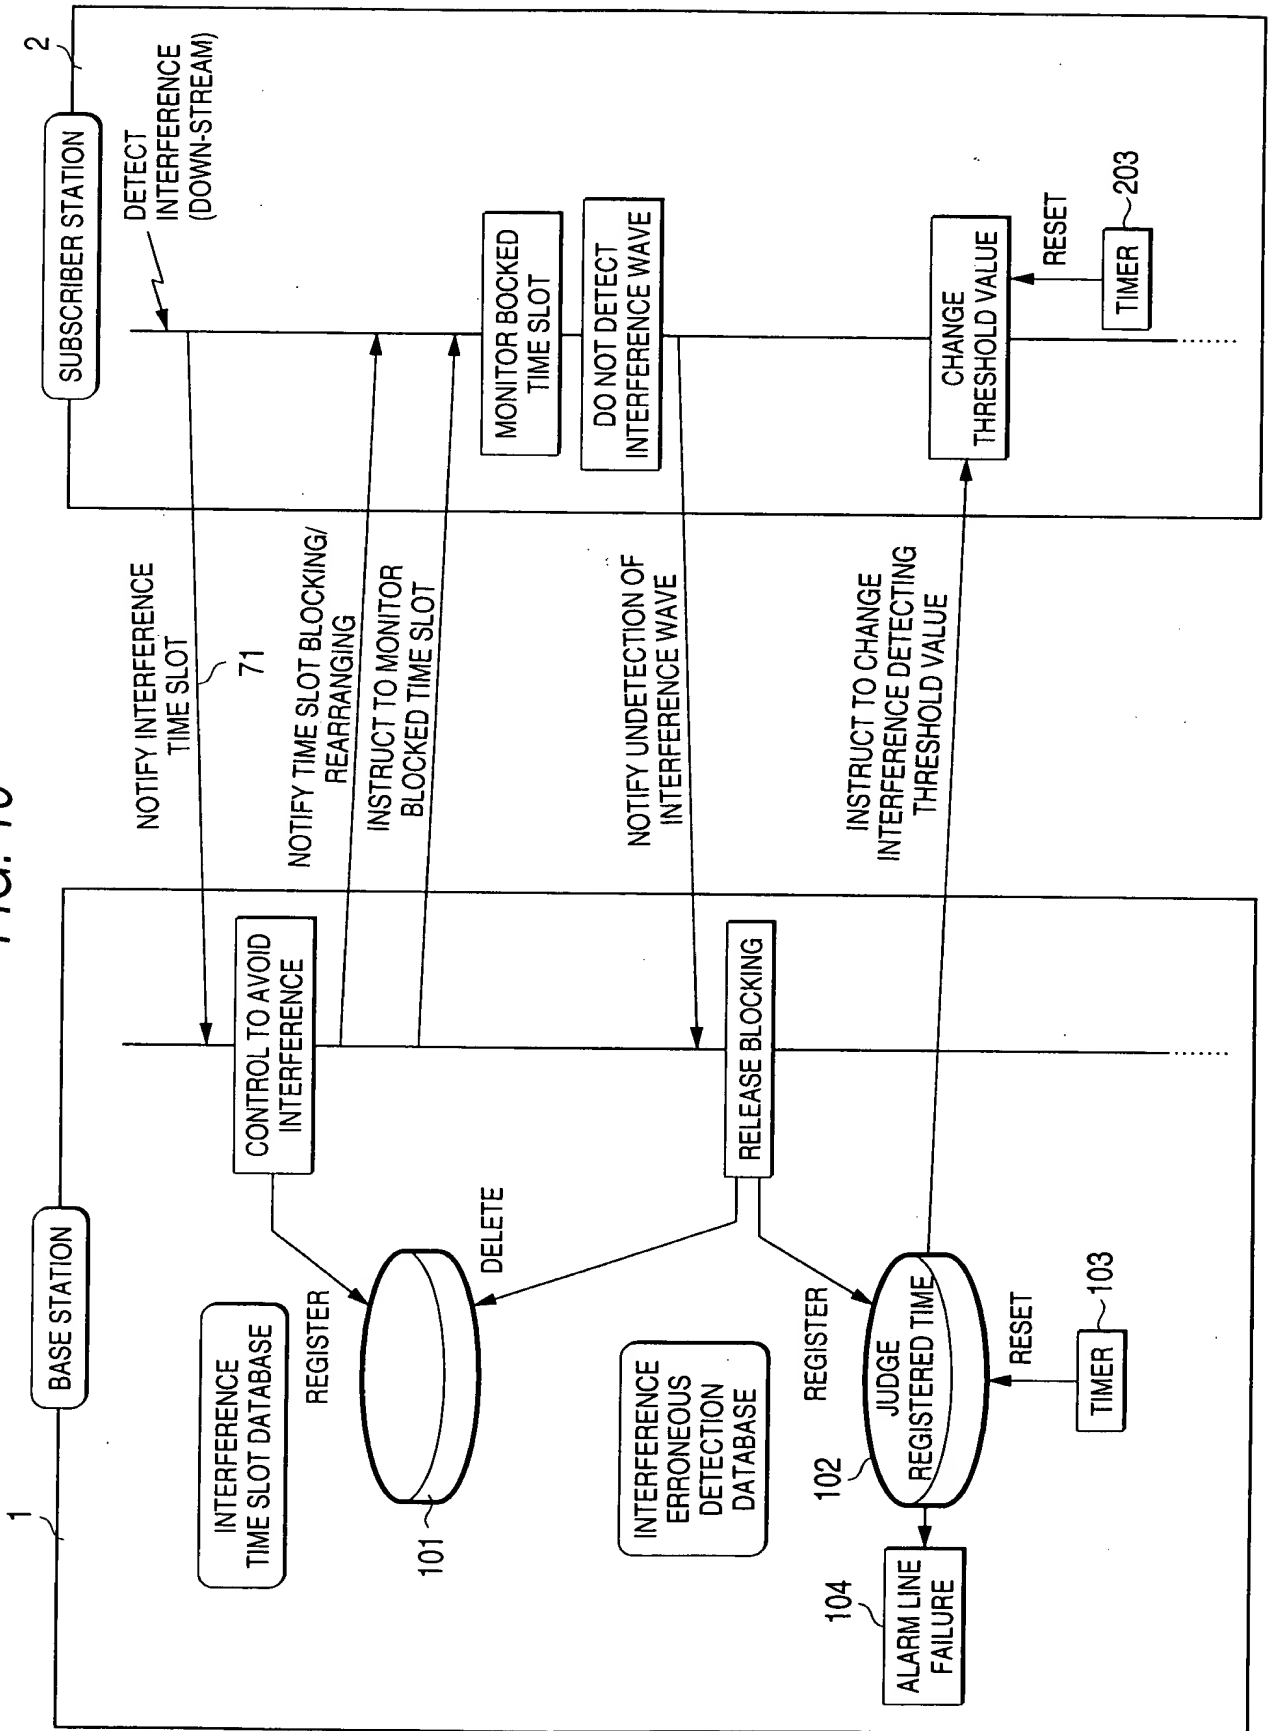 FIG.
BASE STATION
1
SUBSCRIBER STATION
2
DETECT
INTERFERENCE
(DOWN-STREAM)
NOTIFY INTERFERENCE
TIME SLOT
71
INTERFERENCE
TIME SLOT DATABASE
CONTROL TO AVOID
INTERFERENCE
REGISTER
101
NOTIFY TIME SLOT BLOCKING/
REARRANGING
INSTRUCT TO MONITOR
BLOCKED TIME SLOT
MONITOR BOCKED
TIME SLOT
DELETE
DO NOT DETECT
INTERFERENCE WAVE
NOTIFY UNDETECTION OF
INTERFERENCE WAVE
INTERFERENCE
ERRONEOUS
DETECTION
DATABASE
RELEASE BLOCKING
REGISTER
102
JUDGE
REGISTERED TIME
104
ALARM LINE
FAILURE
RESET
TIMER
103
INSTRUCT TO CHANGE
INTERFERENCE DETECTING
THRESHOLD VALUE
CHANGE
THRESHOLD VALUE
RESET
TIMER
203